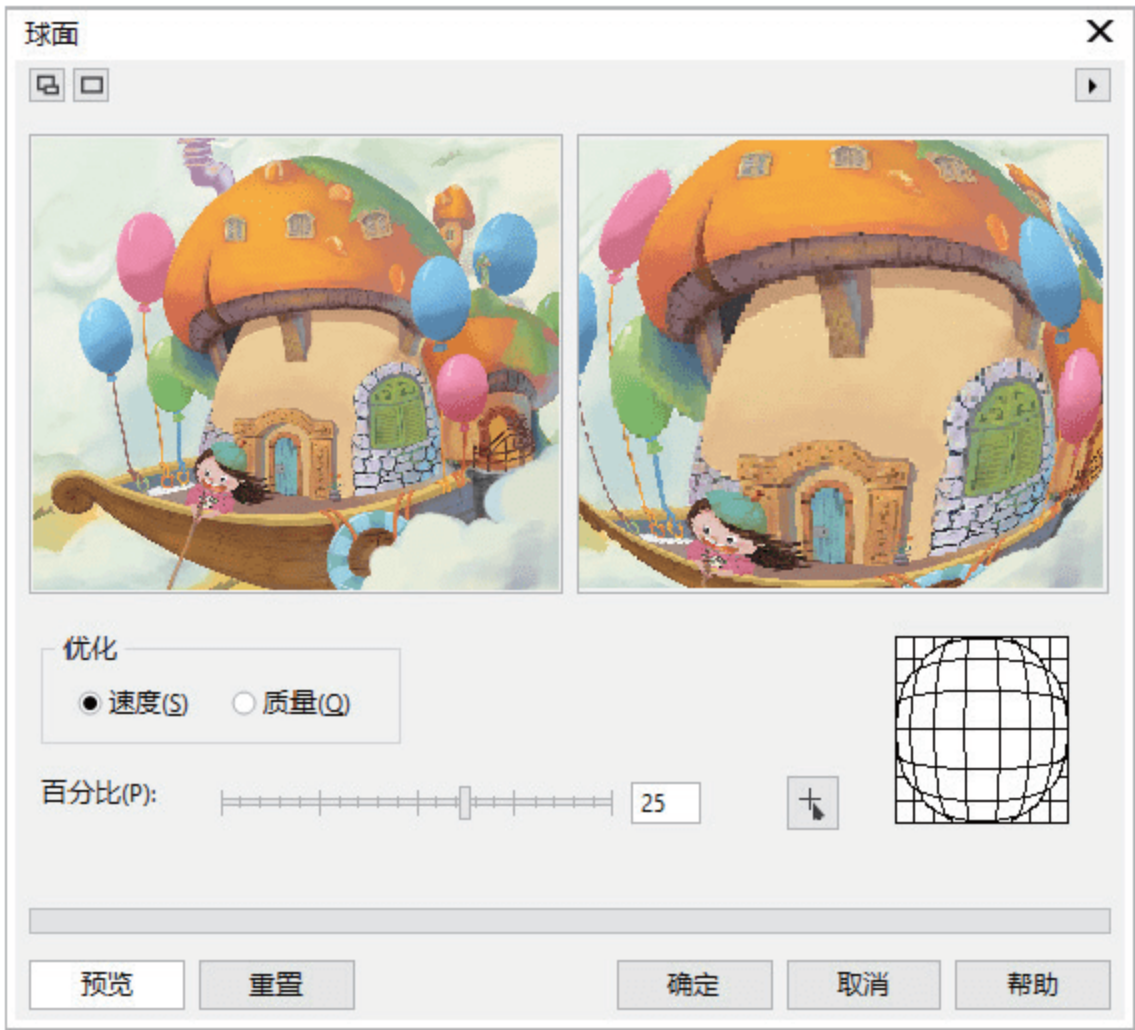 球面
优化
速度(S)
质量(Q)
百分比(P):
25
预览
重置
确定
取消
帮助